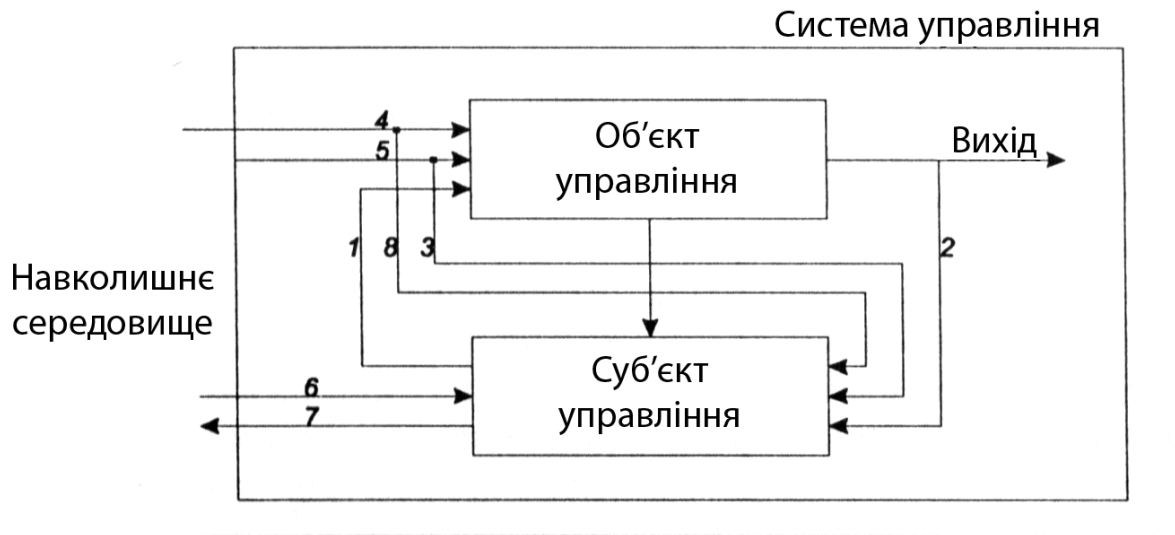 Система управління
4
5
Об’єкт
управління
Вихід
1
8
3
2
Навколишнє
середовище
6
7
Суб’єкт
управління